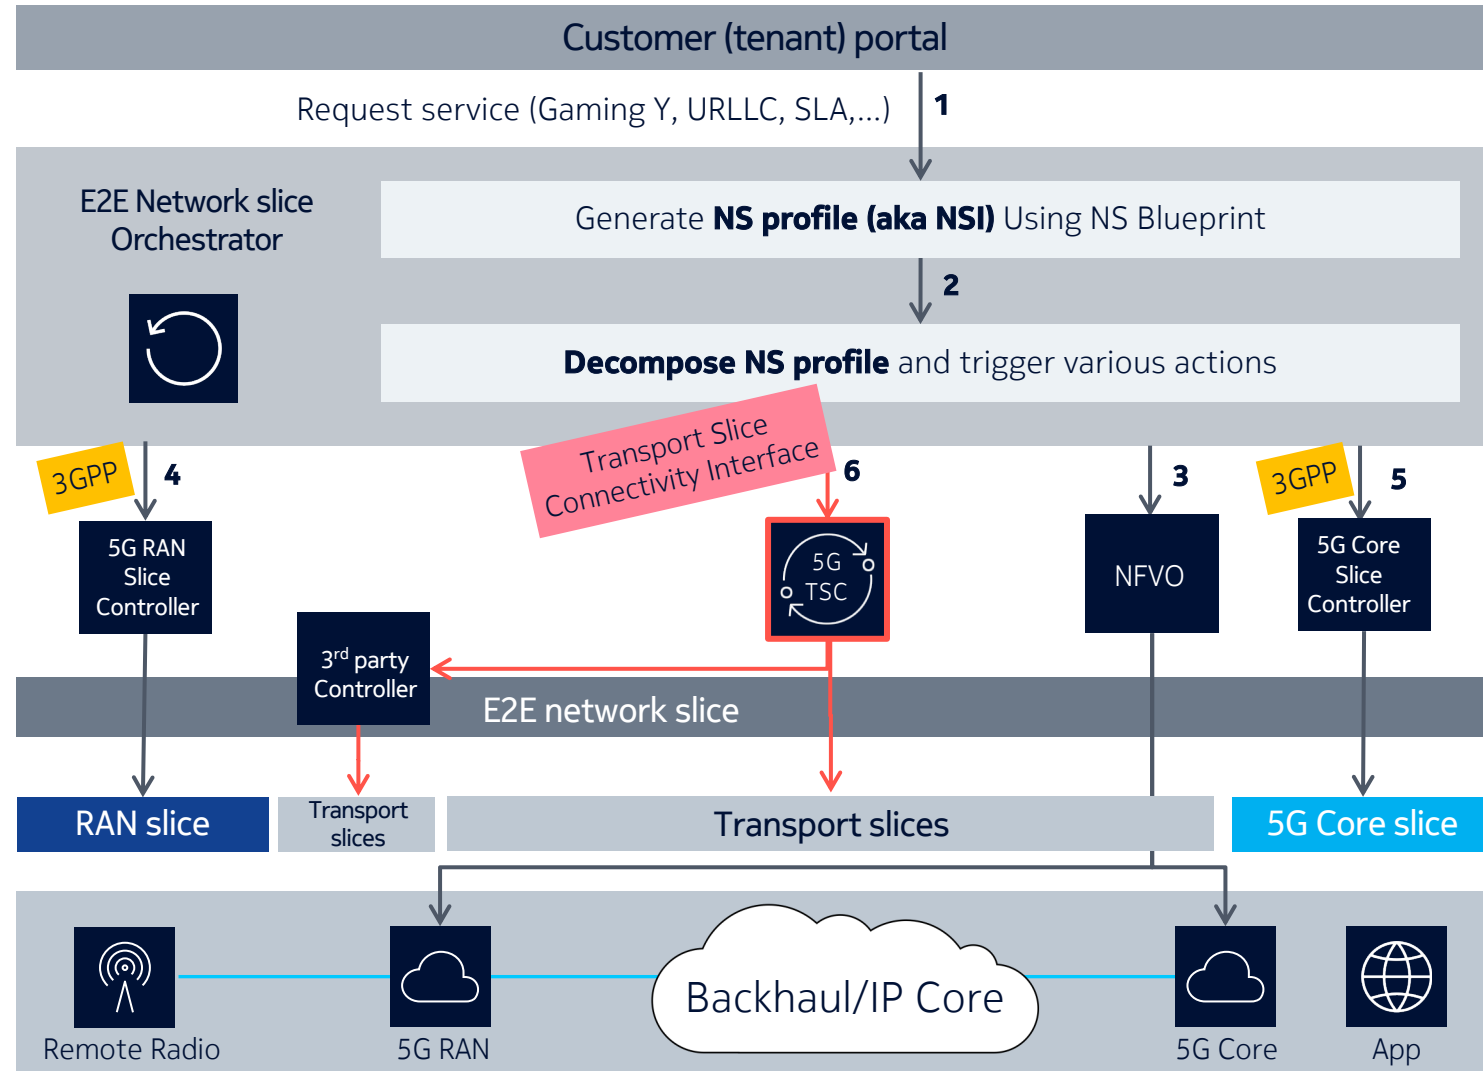 Customer (tenant) portal
Request service (Gaming Y, URLLC, SLA,...)
1
E2E Network slice
Orchestrator
Generate NS profile (aka NSI) Using NS Blueprint
2
Decompose NS profile and trigger various actions
3GPP
4
Transport Slice
Connectivity Interface
6
3
3GPP
5
5G RAN
Slice
Controller
5G
TSC
NFVO
5G Core
Slice
Controller
3rd party
Controller
E2E network slice
RAN slice
Transport
slices
Transport slices
5G Core slice
Backhaul/IP Core
Remote Radio
5G RAN
5G Core
App